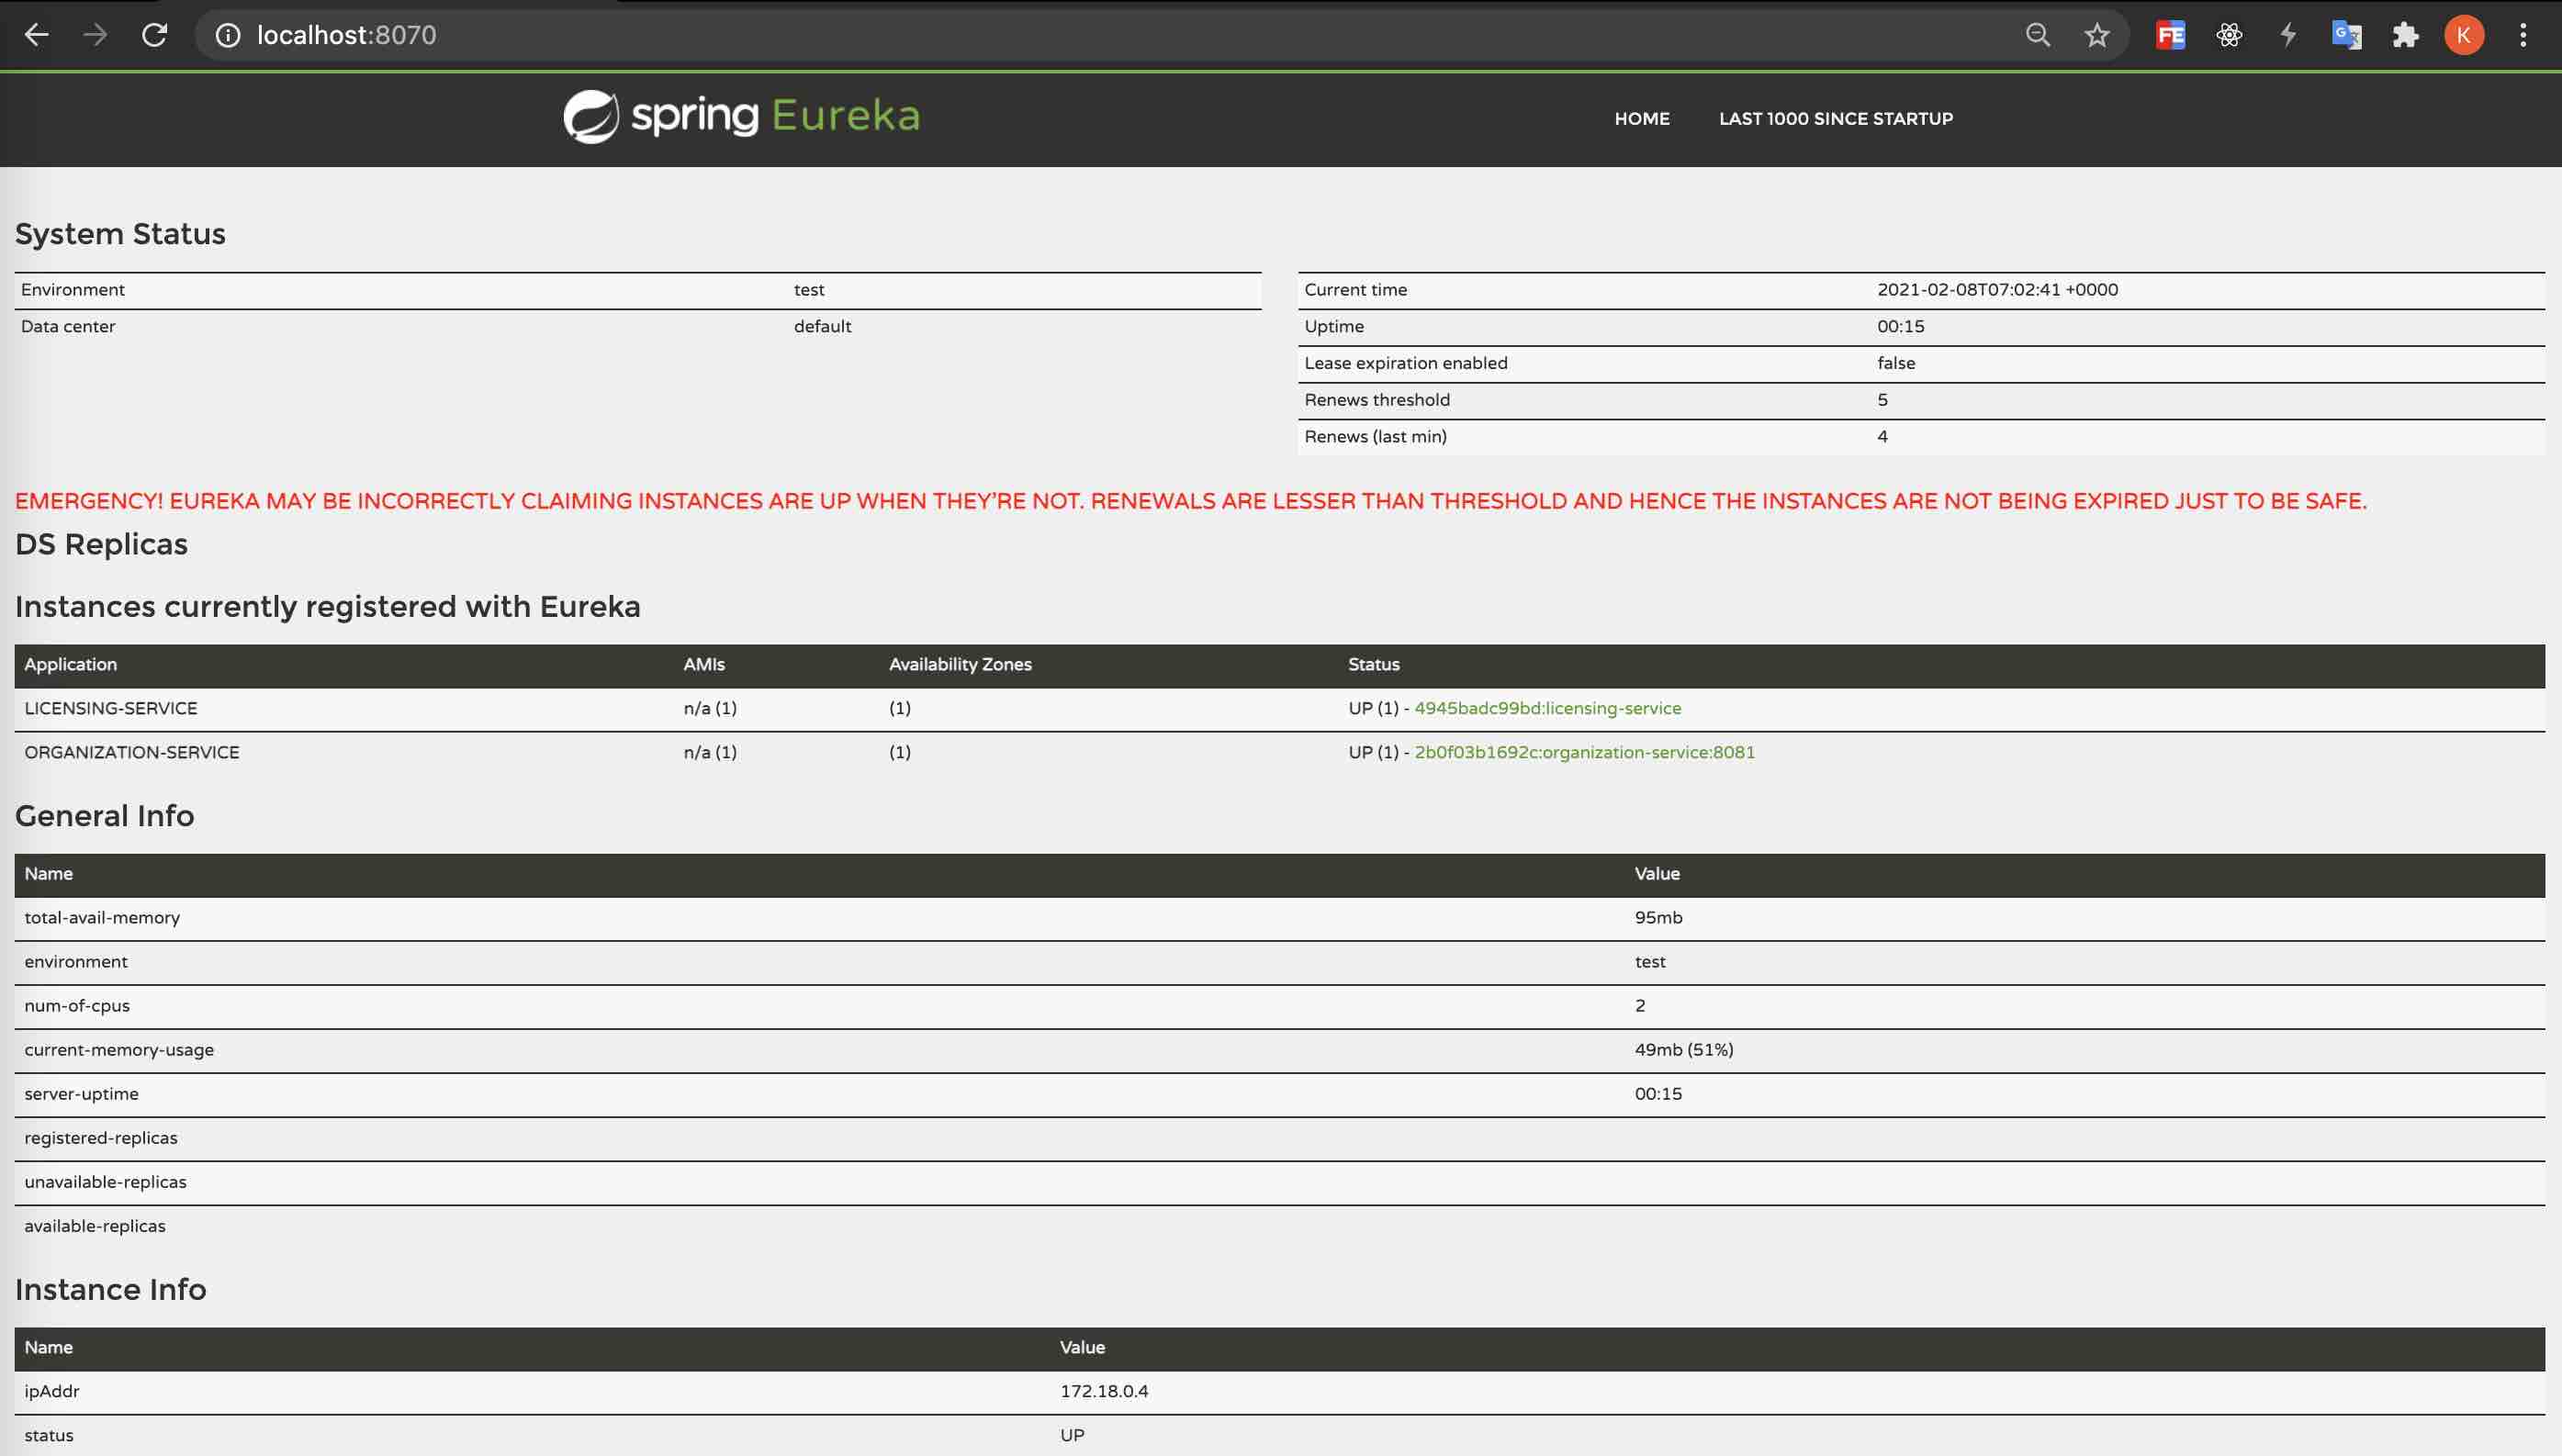 localhost:8070
FE
G
K
spring Eureka
HOME LAST 1000 SINCE STARTUP
System Status
Environment test
Data center default
Current time 2021-02-08T07:02:41 +0000
Uptime 00:15
Lease expiration enabled false
Renews threshold 5
Renews (last min) 4
EMERGENCY! EUREKA MAY BE INCORRECTLY CLAIMING INSTANCES ARE UP WHEN THEY'RE NOT. RENEWALS ARE LESSER THAN THRESHOLD AND HENCE THE INSTANCES ARE NOT BEING EXPIRED JUST TO BE SAFE.
DS Replicas
Instances currently registered with Eureka
Application AMIs Availability Zones Status
LICENSING-SERVICE n/a (1) (1) UP (1) - 4945badc99bd:licensing-service
ORGANIZATION-SERVICE n/a (1) (1) UP (1) - 2b0f03b1692c:organization-service:8081
General Info
Name Value
total-avail-memory 95mb
environment test
num-of-cpus 2
current-memory-usage 49mb (51%)
server-uptime 00:15
registered-replicas
unavailable-replicas
available-replicas
Instance Info
Name Value
ipAddr 172.18.0.4
status UP